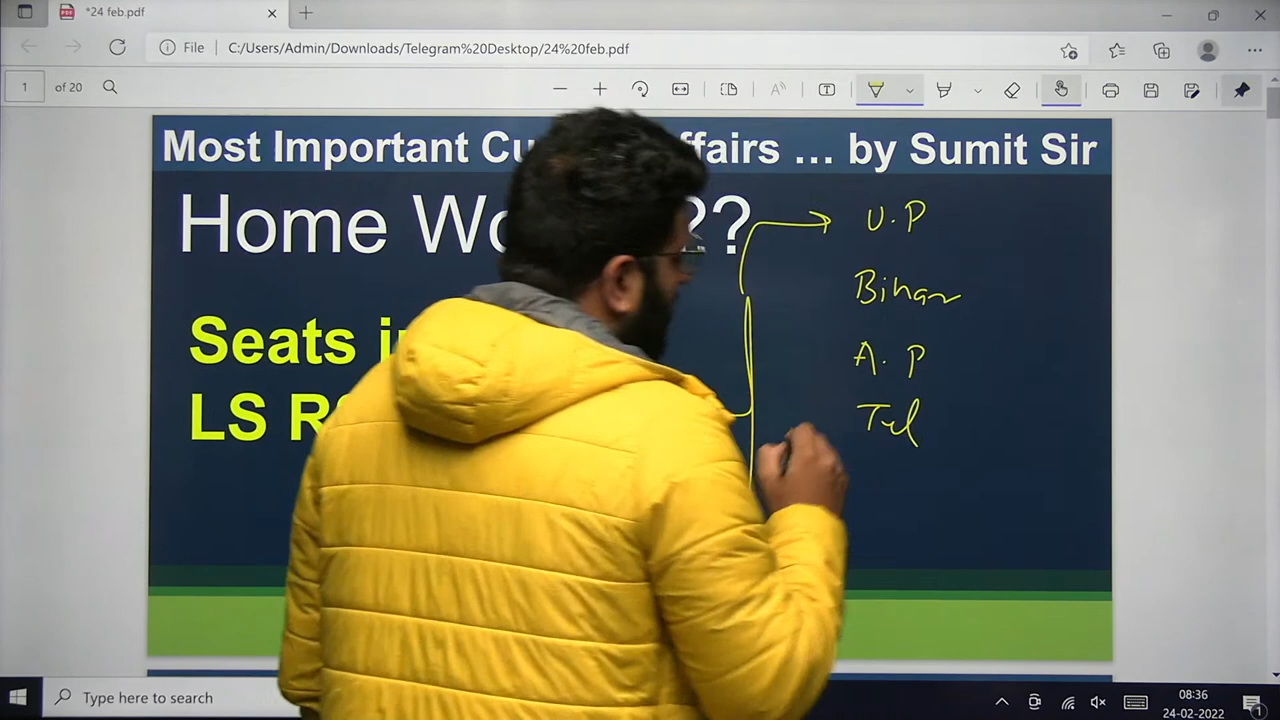 *24 feb.pdf
File
C:/Users/Admin/Downloads/Telegram%20Desktop/24%20feb.pdf
1 of 20
Most Important Cu ffairs … by Sumit Sir
Home Wo ??
Seats i
LS R
U.P
Bihar
A.P
Tel
Type here to search
08:36
24-02-2022
1